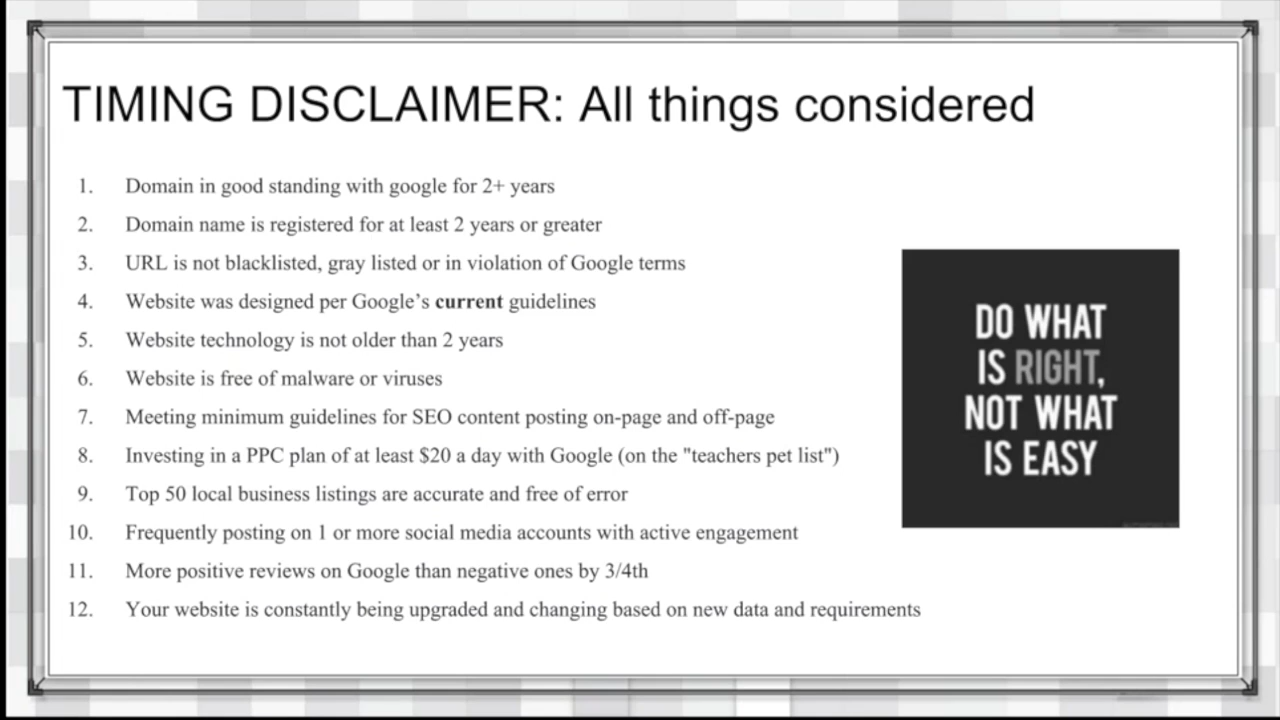 TIMING DISCLAIMER: All things considered
1. Domain in good standing with google for 2+ years
2. Domain name is registered for at least 2 years or greater
3. URL is not blacklisted, gray listed or in violation of Google terms
4. Website was designed per Google's current guidelines
5. Website technology is not older than 2 years
6. Website is free of malware or viruses
7. Meeting minimum guidelines for SEO content posting on-page and off-page
8. Investing in a PPC plan of at least $20 a day with Google (on the "teachers pet list")
9. Top 50 local business listings are accurate and free of error
10. Frequently posting on 1 or more social media accounts with active engagement
11. More positive reviews on Google than negative ones by 3/4th
12. Your website is constantly being upgraded and changing based on new data and requirements
DO WHAT
IS RIGHT,
NOT WHAT
IS EASY